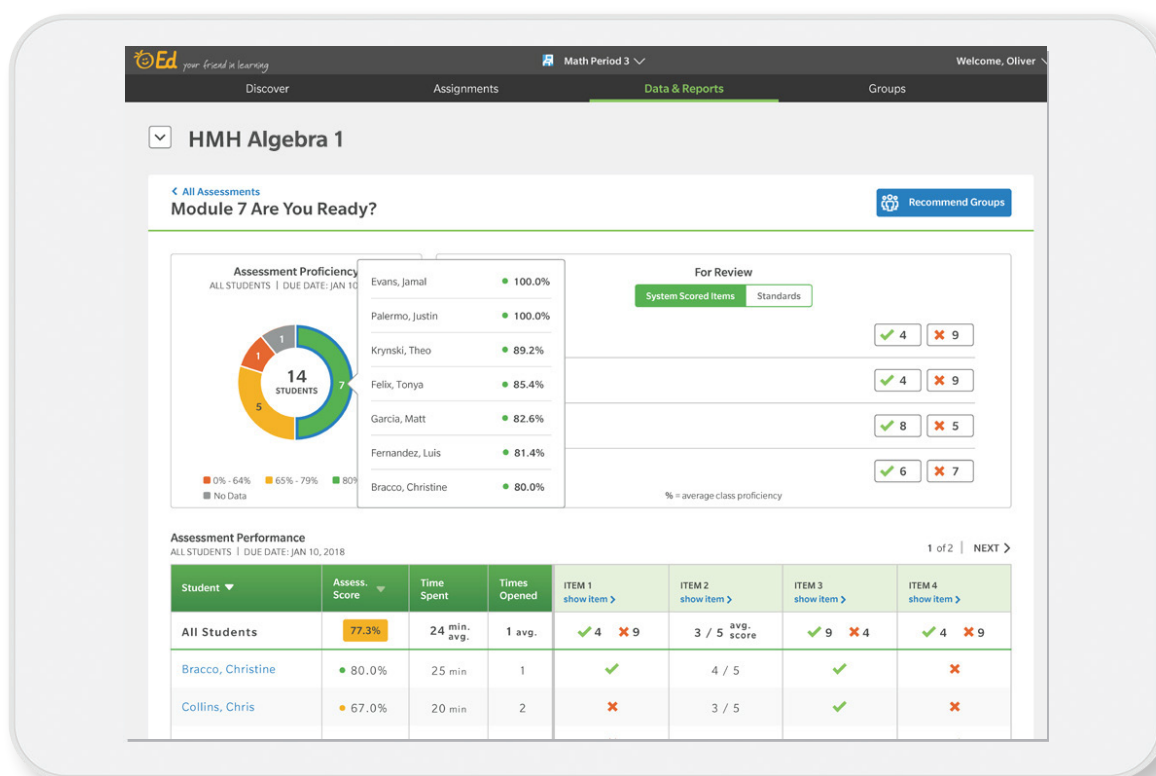 Ed your friend in learning
Math Period 3
Welcome, Oliver
Discover
Assignments
Data & Reports
Groups
HMH Algebra 1
All Assessments
Module 7 Are You Ready?
Recommend Groups
Assessment Proficiency
ALL STUDENTS | DUE DATE: JAN 10
14
STUDENTS
1
1
5
7
0% - 64%
65% - 79%
80%
No Data
Evans, Jamal 100.0%
Palermo, Justin 100.0%
Krynski, Theo 89.2%
Felix, Tonya 85.4%
Garcia, Matt 82.6%
Fernandez, Luis 81.4%
Bracco, Christine 80.0%
For Review
System Scored Items
Standards
4 9
4 9
8 5
6 7
% = average class proficiency
Assessment Performance
ALL STUDENTS | DUE DATE: JAN 10, 2018
1 of 2 | NEXT
Student
Assess. Score
Time Spent
Times Opened
ITEM 1 show item
ITEM 2 show item
ITEM 3 show item
ITEM 4 show item
All Students 77.3% 24 min. avg. 1 avg. 4 9 3 / 5 avg. score 9 4 4 9
Bracco, Christine 80.0% 25 min 1 4 / 5
Collins, Chris 67.0% 20 min 2 3 / 5